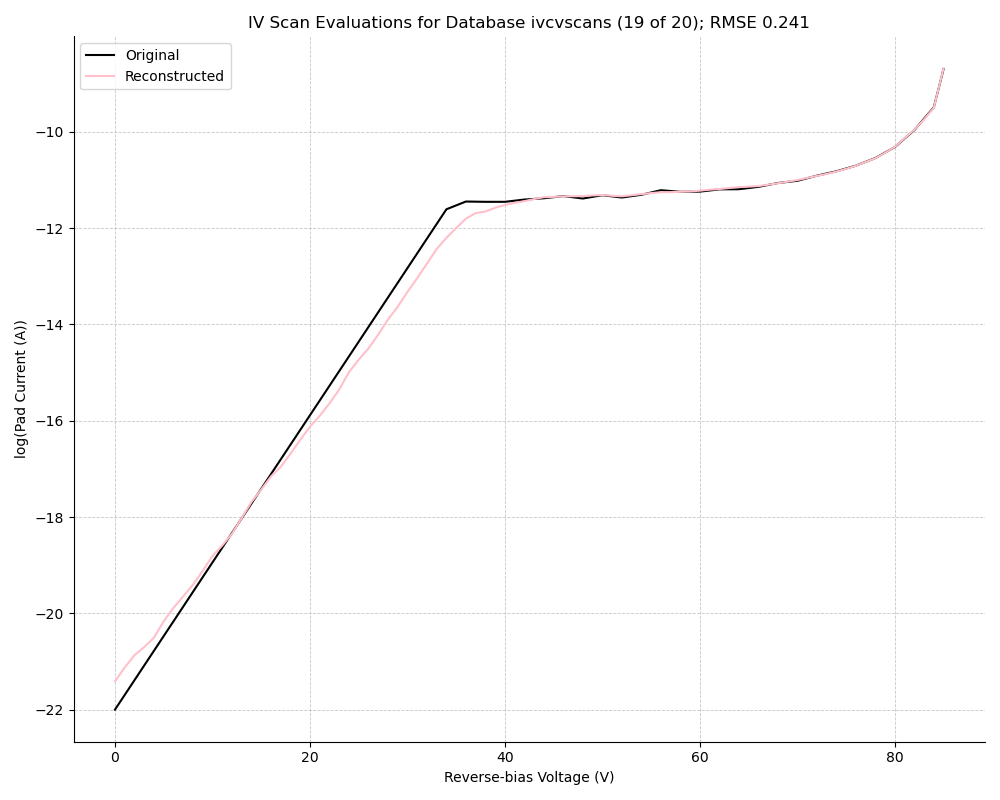 IV Scan Evaluations for Database ivcvscans (19 of 20); RMSE 0.241
Original
Reconstructed
log(Pad Current (A))
−10
−12
−14
−16
−18
−20
−22
0
20
40
60
80
Reverse-bias Voltage (V)